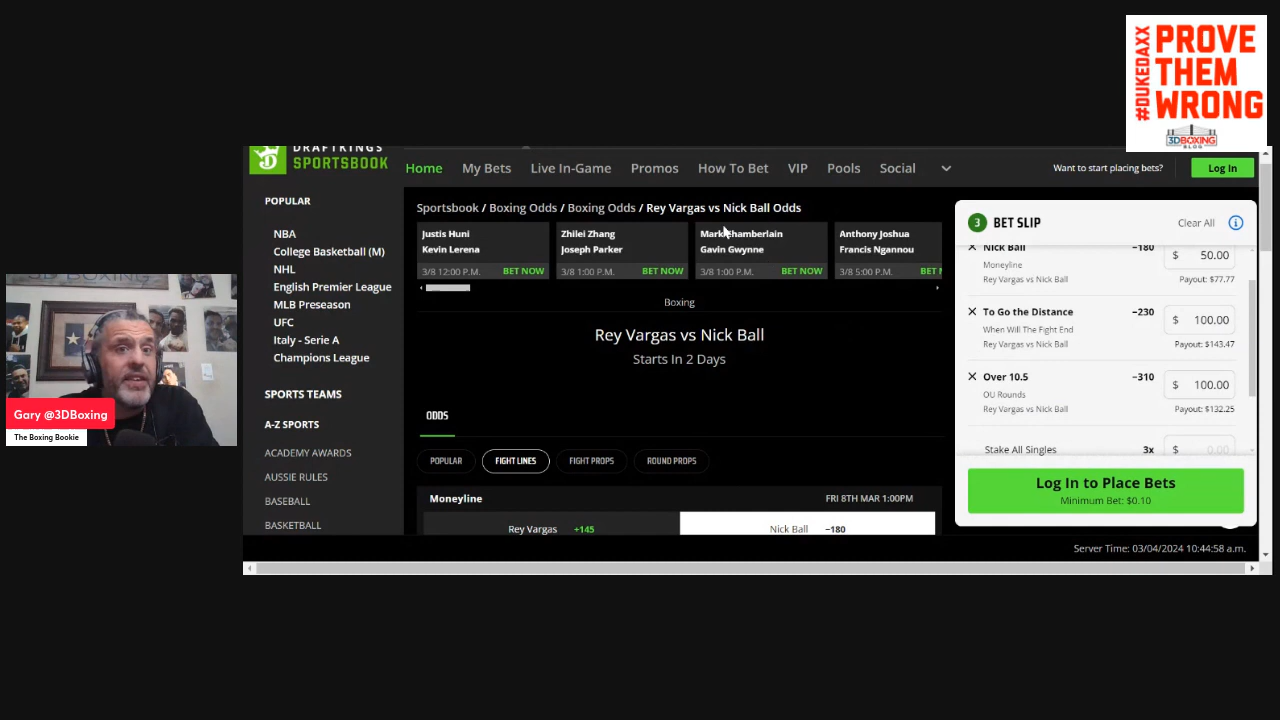 #DUKEDAXX
PROVE
THEM
WRONG
3DBOXING
BLOG
DRAFTKINGS
SPORTSBOOK
Home
My Bets
Live In-Game
Promos
How To Bet
VIP
Pools
Social
Want to start placing bets?
Log In
POPULAR
NBA
College Basketball (M)
NHL
English Premier League
MLB Preseason
UFC
Italy - Serie A
Champions League
SPORTS TEAMS
A-Z SPORTS
ACADEMY AWARDS
AUSSIE RULES
BASEBALL
BASKETBALL
Sportsbook / Boxing Odds / Boxing Odds / Rey Vargas vs Nick Ball Odds
Justis Huni
Kevin Lerena
3/8 12:00 P.M.
BET NOW
Zhilei Zhang
Joseph Parker
3/8 1:00 P.M.
BET NOW
Mark Chamberlain
Gavin Gwynne
3/8 1:00 P.M.
BET NOW
Anthony Joshua
Francis Ngannou
3/8 5:00 P.M.
BET N
Boxing
Rey Vargas vs Nick Ball
Starts In 2 Days
ODDS
POPULAR
FIGHT LINES
FIGHT PROPS
ROUND PROPS
Moneyline
FRI 8TH MAR 1:00PM
Rey Vargas +145
Nick Ball −180
3 BET SLIP
Clear All
Nick Ball −180 $ 50.00
Moneyline
Rey Vargas vs Nick Ball Payout: $77.77
To Go the Distance −230 $ 100.00
When Will The Fight End
Rey Vargas vs Nick Ball Payout: $143.47
Over 10.5 −310 $ 100.00
OU Rounds
Rey Vargas vs Nick Ball Payout: $132.25
Stake All Singles 3x $ 0.00
Log In to Place Bets
Minimum Bet: $0.10
Server Time: 03/04/2024 10:44:58 a.m.
3D BOXING
Gary @3DBoxing
The Boxing Bookie